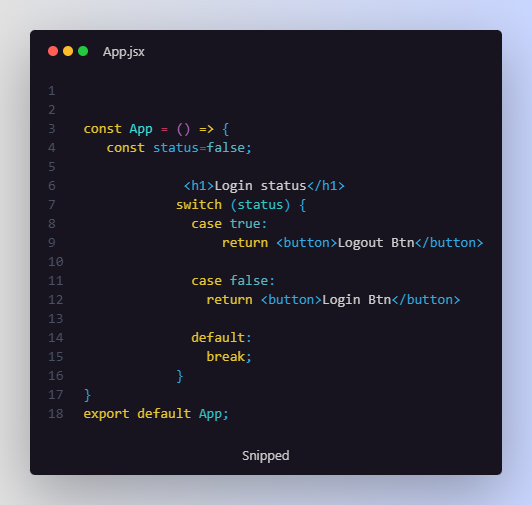 App.jsx
1
2
3 const App = () => {
4 const status=false;
5
6 <h1>Login status</h1>
7 switch (status) {
8 case true:
9 return <button>Logout Btn</button>
10
11 case false:
12 return <button>Login Btn</button>
13
14 default:
15 break;
16 }
17 }
18 export default App;
Snipped